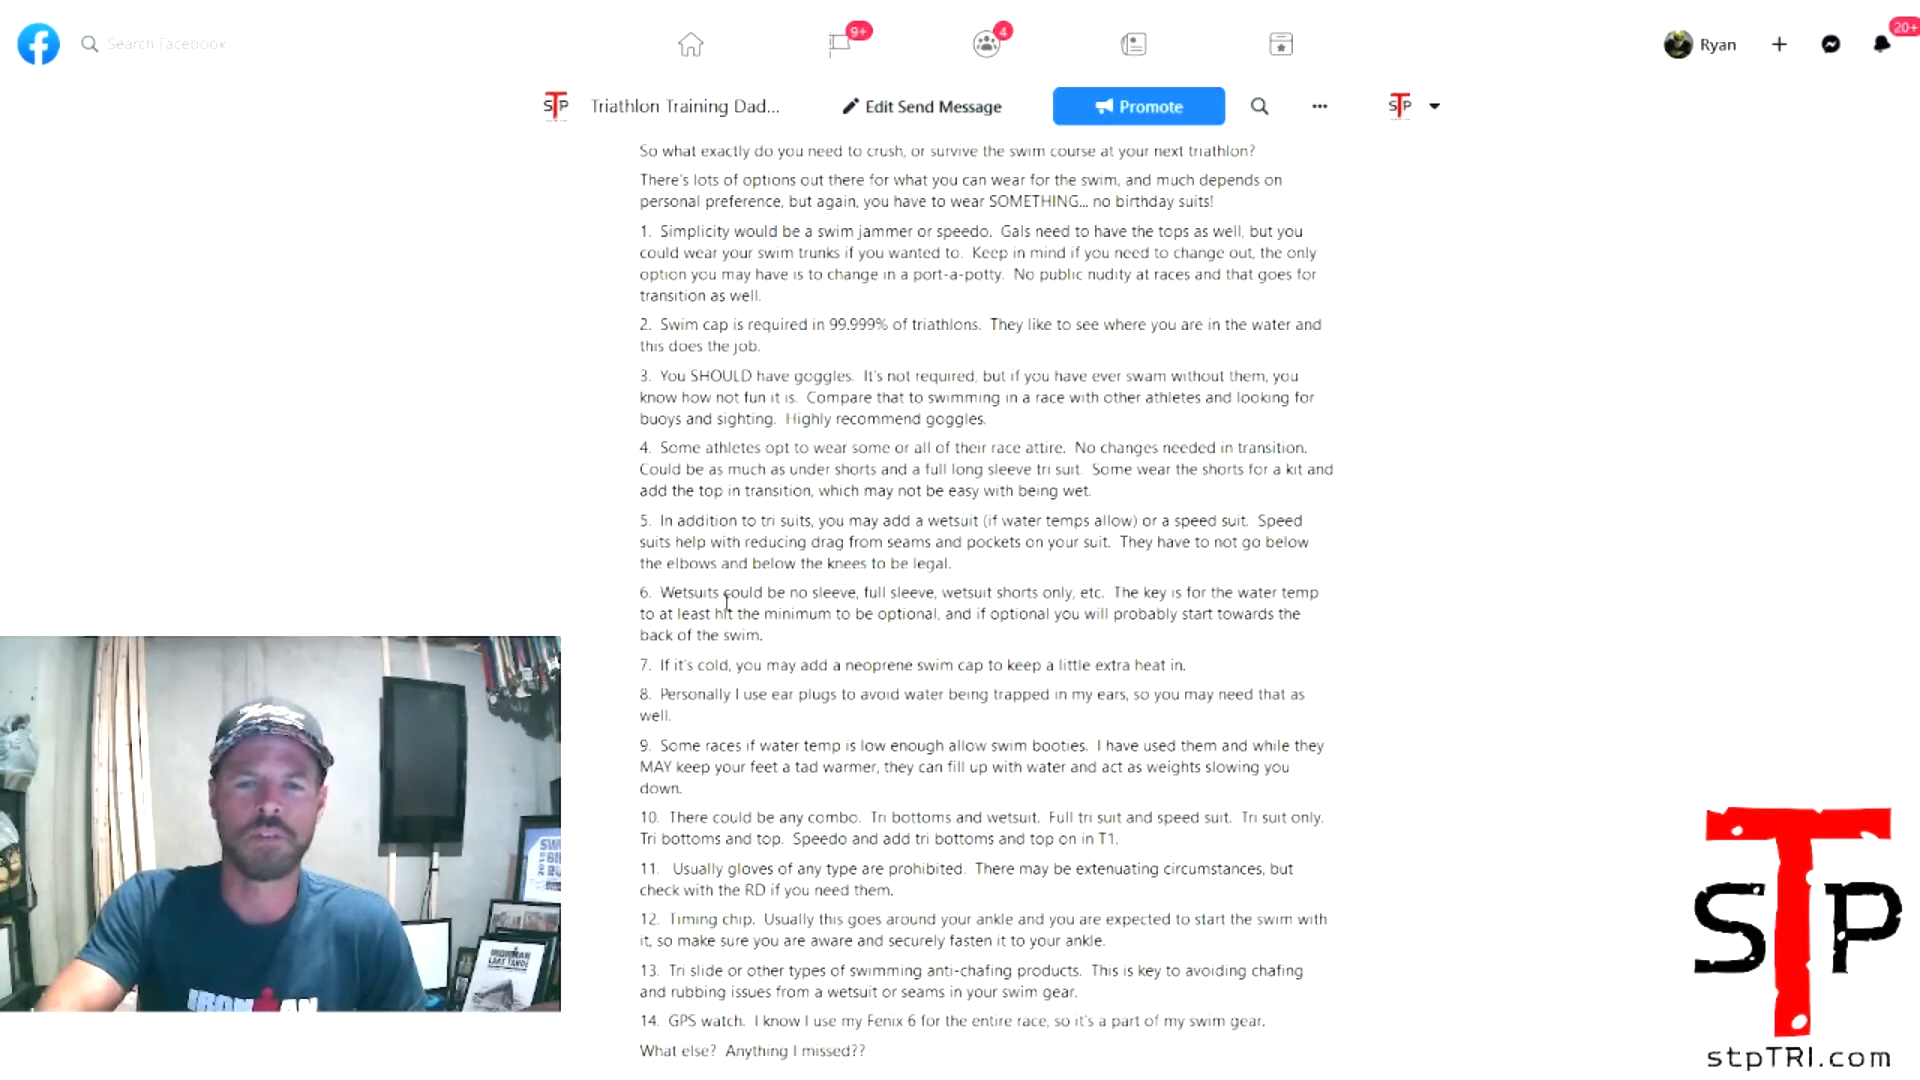 Search Facebook
9+
4
Ryan
20+
STP
Triathlon Training Dad...
Edit Send Message
Promote
STP
So what exactly do you need to crush, or survive the swim course at your next triathlon?
There's lots of options out there for what you can wear for the swim, and much depends on
personal preference, but again, you have to wear SOMETHING... no birthday suits!
1. Simplicity would be a swim jammer or speedo. Gals need to have the tops as well, but you
could wear your swim trunks if you wanted to. Keep in mind if you need to change out, the only
option you may have is to change in a port-a-potty. No public nudity at races and that goes for
transition as well.
2. Swim cap is required in 99.999% of triathlons. They like to see where you are in the water and
this does the job.
3. You SHOULD have goggles. It's not required, but if you have ever swam without them, you
know how not fun it is. Compare that to swimming in a race with other athletes and looking for
buoys and sighting. Highly recommend goggles.
4. Some athletes opt to wear some or all of their race attire. No changes needed in transition.
Could be as much as under shorts and a full long sleeve tri suit. Some wear the shorts for a kit and
add the top in transition, which may not be easy with being wet.
5. In addition to tri suits, you may add a wetsuit (if water temps allow) or a speed suit. Speed
suits help with reducing drag from seams and pockets on your suit. They have to not go below
the elbows and below the knees to be legal.
6. Wetsuits could be no sleeve, full sleeve, wetsuit shorts only, etc. The key is for the water temp
to at least hit the minimum to be optional, and if optional you will probably start towards the
back of the swim.
7. If it's cold, you may add a neoprene swim cap to keep a little extra heat in.
8. Personally I use ear plugs to avoid water being trapped in my ears, so you may need that as
well.
9. Some races if water temp is low enough allow swim booties. I have used them and while they
MAY keep your feet a tad warmer, they can fill up with water and act as weights slowing you
down.
10. There could be any combo. Tri bottoms and wetsuit. Full tri suit and speed suit. Tri suit only.
Tri bottoms and top. Speedo and add tri bottoms and top on in T1.
11. Usually gloves of any type are prohibited. There may be extenuating circumstances, but
check with the RD if you need them.
12. Timing chip. Usually this goes around your ankle and you are expected to start the swim with
it, so make sure you are aware and securely fasten it to your ankle.
13. Tri slide or other types of swimming anti-chafing products. This is key to avoiding chafing
and rubbing issues from a wetsuit or seams in your swim gear.
14. GPS watch. I know I use my Fenix 6 for the entire race, so it's a part of my swim gear.
What else? Anything I missed??
IRONMAN
LAKE TAHOE
STP
stpTRI.com